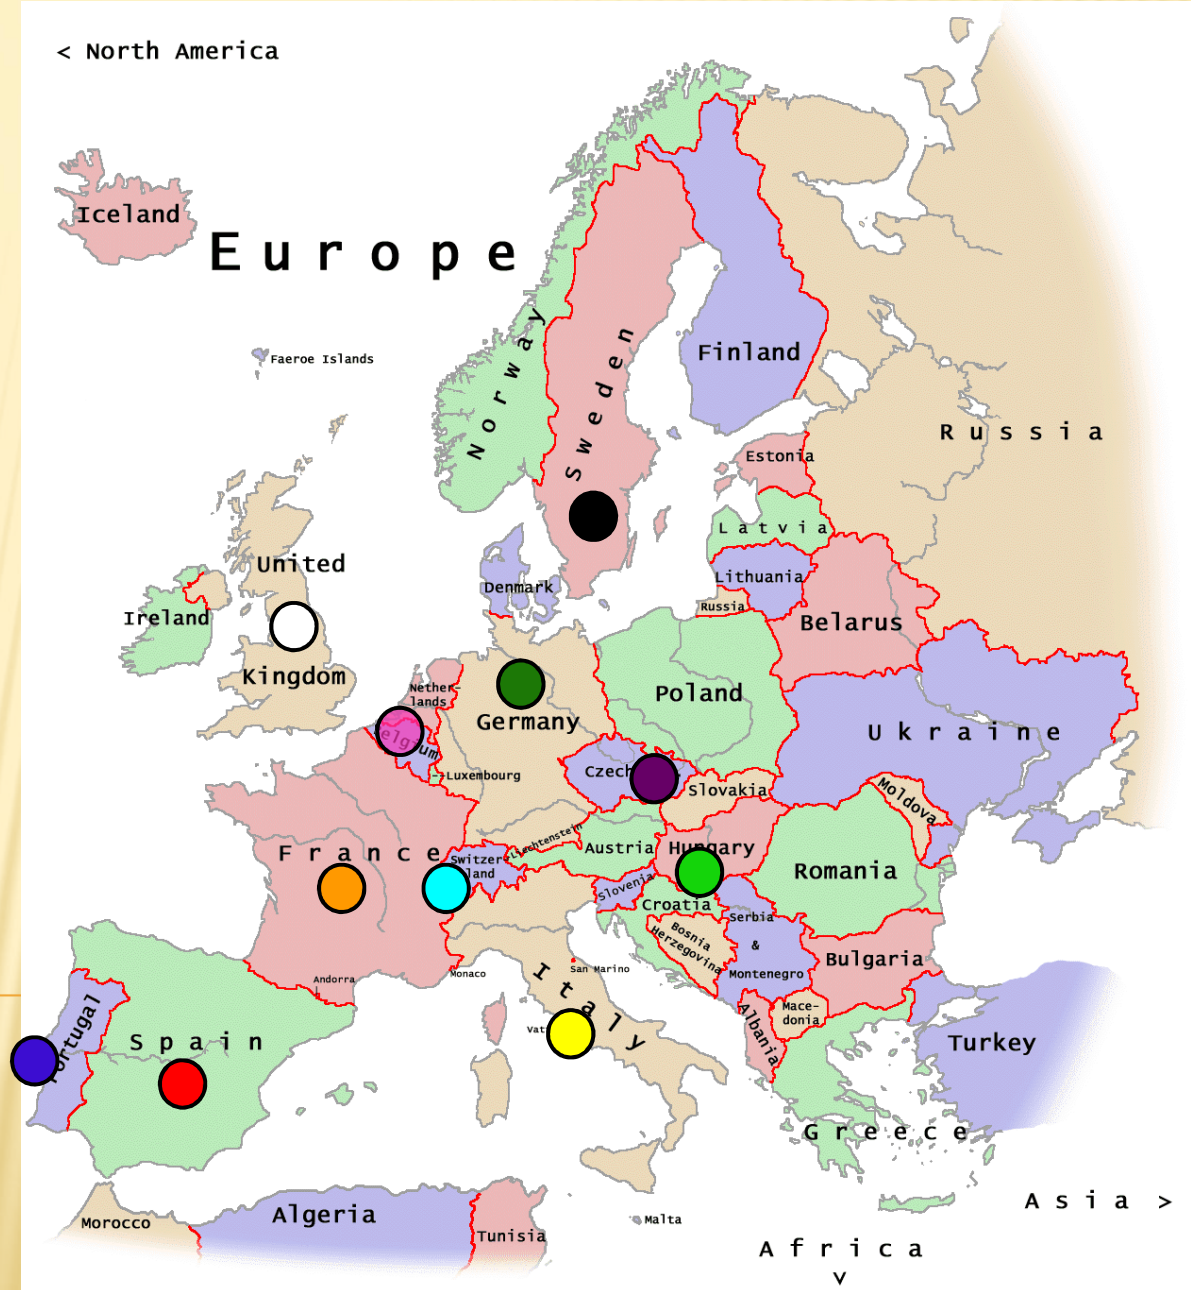 < North America
Iceland
Europe
Faeroe Islands
Norway
Sweden
Finland
Russia
Estonia
Latvia
Lithuania
Russia
Belarus
United
Kingdom
Ireland
Denmark
Nether-
lands
Germany
Poland
Ukraine
Luxembourg
Czech
Slovakia
Moldova
Liechtenstein
Austria
Hungary
Romania
France
Switzer-
land
Slovenia
Croatia
Serbia
&
Montenegro
Bosnia
Herzegovina
Bulgaria
Andorra
Monaco
San Marino
Italy
Mace-
donia
Albania
Spain
Turkey
Greece
Morocco
Algeria
Tunisia
Malta
Asia >
Africa
v